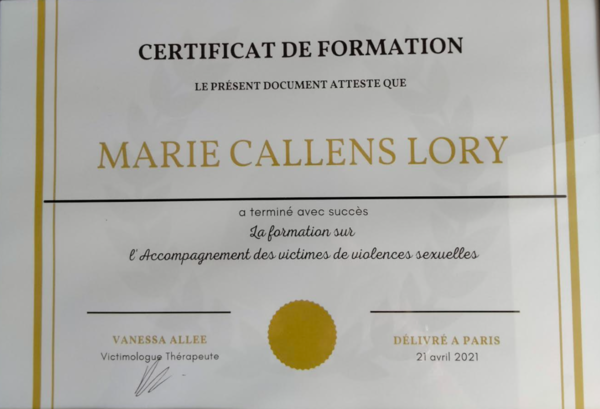 CERTIFICAT DE FORMATION
LE PRÉSENT DOCUMENT ATTESTE QUE
MARIE CALLENS LORY
a terminé avec succès
La formation sur
l'Accompagnement des victimes de violences sexuelles
VANESSA ALLEE
Victimologue Thérapeute
DÉLIVRÉ A PARIS
21 avril 2021